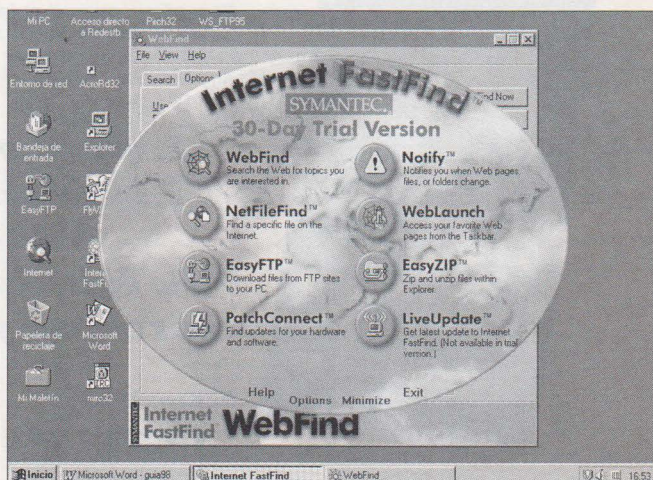 Mi PC
Acceso directo a Redestb
Pirch32
WS_FTP95
Entorno de red
AcroRd32
Bandeja de entrada
Explorer
EasyFTP
Internet
Papelera de reciclaje
Microsoft Word
Mi Maletín
mirc32
WebFind
File View Help
Search Options
Find Now
Internet FastFind
SYMANTEC.
30-Day Trial Version
WebFind
Search the Web for topics you
are interested in.
Notify™
Notifies you when Web pages,
files, or folders change.
NetFileFind™
Find a specific file on the
Internet.
WebLaunch
Access your favorite Web
pages from the Taskbar.
EasyFTP™
Download files from FTP sites
to your PC.
EasyZIP™
Zip and unzip files within
Explorer.
PatchConnect™
Find updates for your hardware
and software.
LiveUpdate™
Get latest update to Internet
FastFind. (Not available in trial
version.)
Help Options Minimize Exit
SYMANTEC
Internet
FastFind
WebFind
Inicio
Microsoft Word - guia98
Internet FastFind
WebFind
16:53